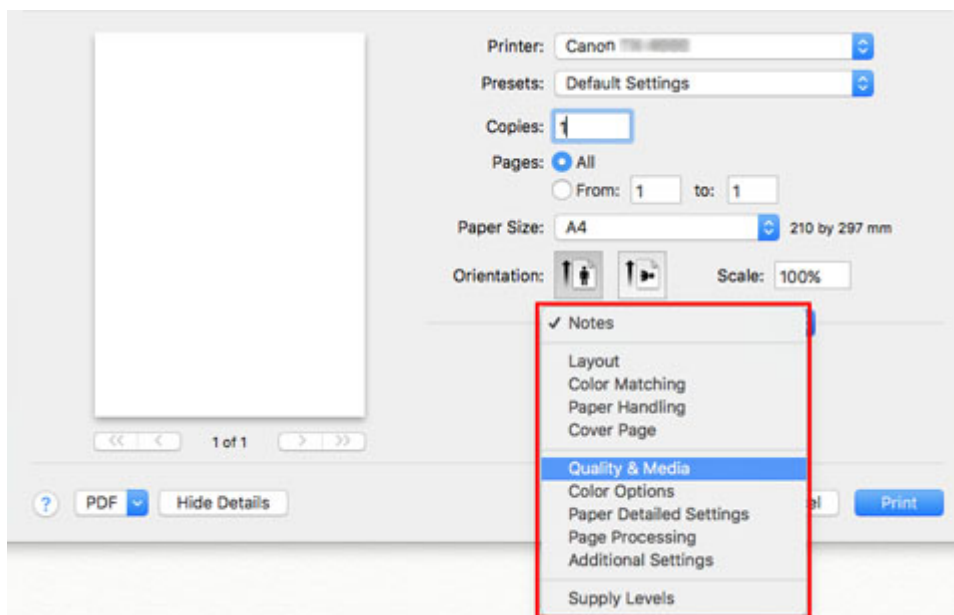 Printer: Canon
Presets: Default Settings
Copies: 1
Pages: All
From: 1 to: 1
Paper Size: A4 210 by 297 mm
Orientation: Scale: 100%
✓ Notes
Layout
Color Matching
Paper Handling
Cover Page
<< < 1 of 1 > >>
Quality & Media
Color Options
? PDF Hide Details el Print
Paper Detailed Settings
Page Processing
Additional Settings
Supply Levels